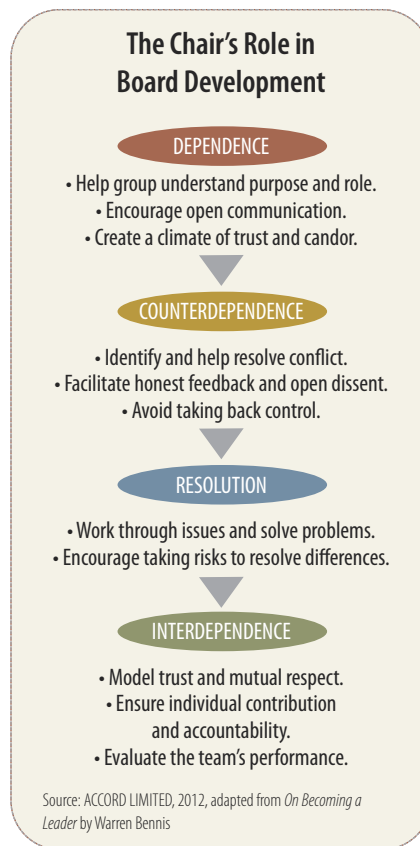 The Chair’s Role in
Board Development
DEPENDENCE
• Help group understand purpose and role.
• Encourage open communication.
• Create a climate of trust and candor.
COUNTERDEPENDENCE
• Identify and help resolve conflict.
• Facilitate honest feedback and open dissent.
• Avoid taking back control.
RESOLUTION
• Work through issues and solve problems.
• Encourage taking risks to resolve differences.
INTERDEPENDENCE
• Model trust and mutual respect.
• Ensure individual contribution
and accountability.
• Evaluate the team’s performance.
Source: ACCORD LIMITED, 2012, adapted from On Becoming a
Leader by Warren Bennis